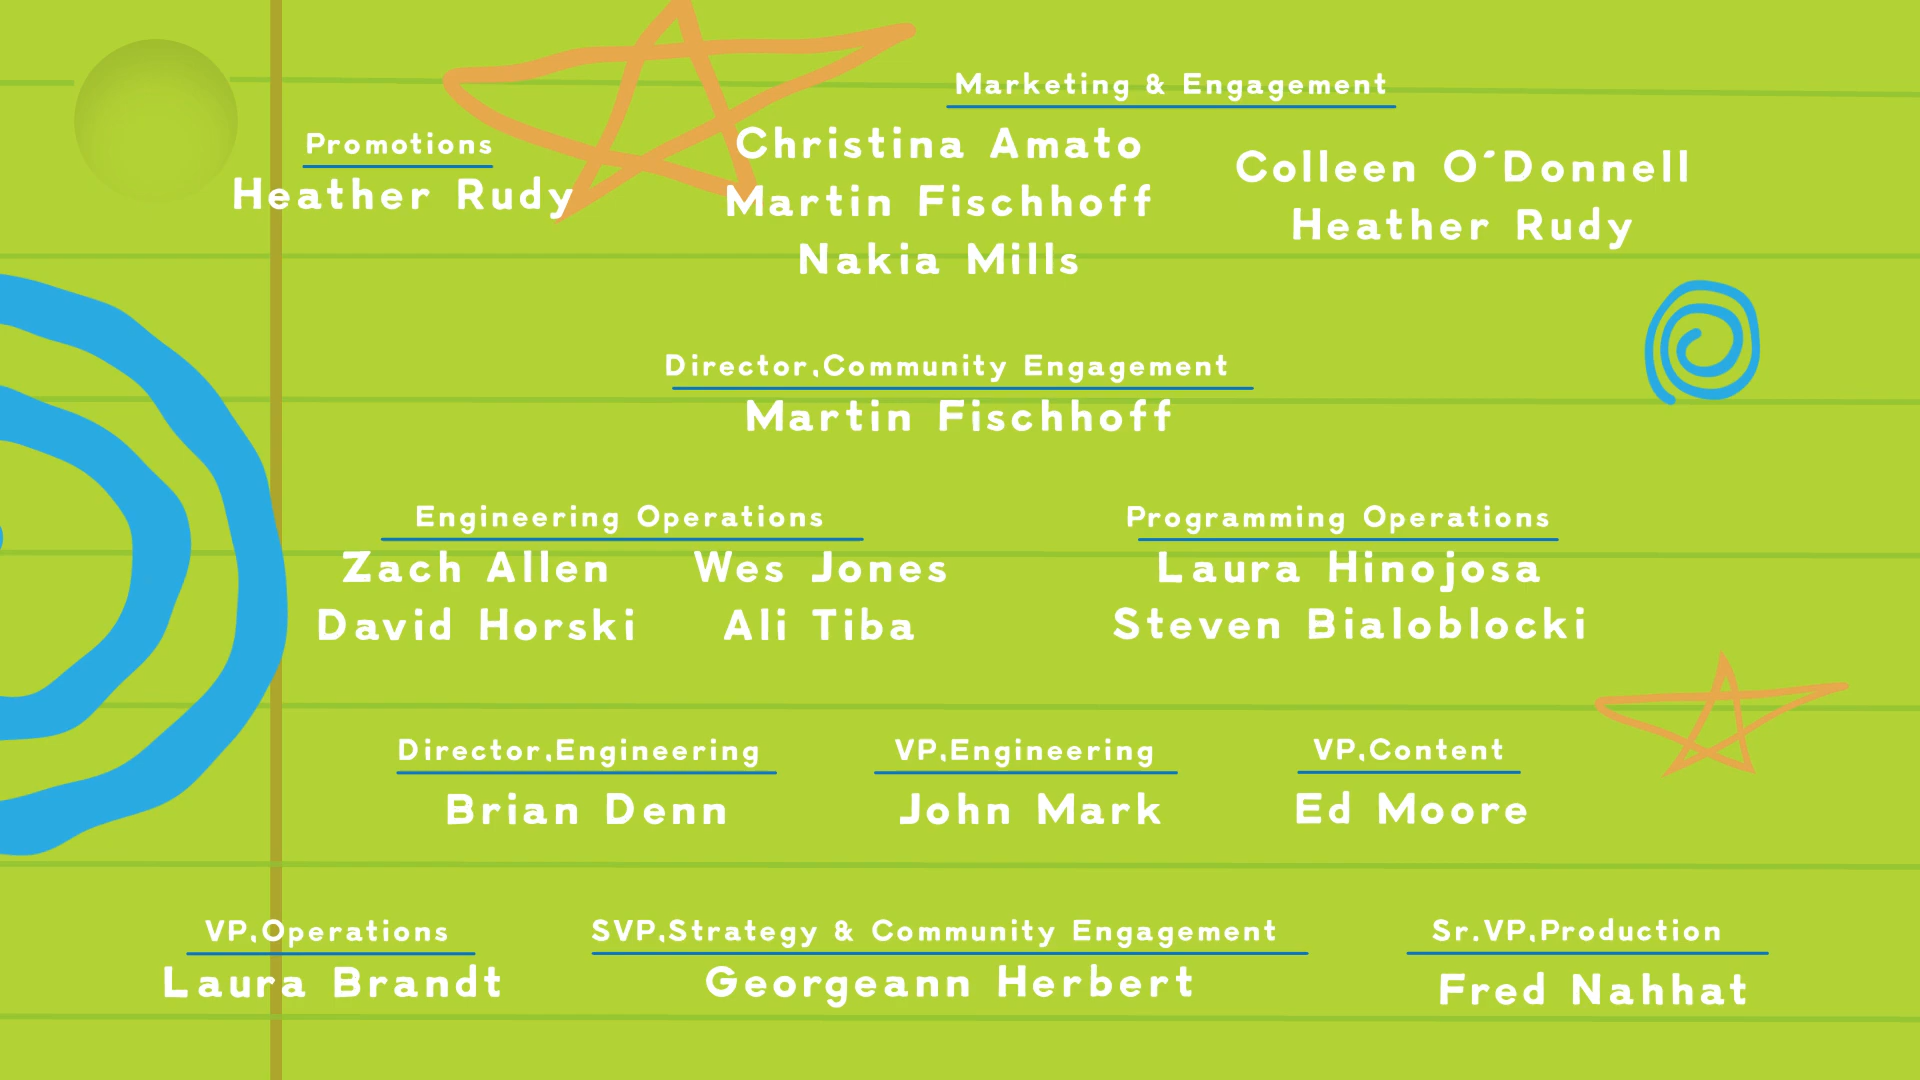 Promotions
Heather Rudy
Marketing & Engagement
Christina Amato
Martin Fischhoff
Nakia Mills
Colleen O´Donnell
Heather Rudy
Director,Community Engagement
Martin Fischhoff
Engineering Operations
Zach Allen Wes Jones
David Horski Ali Tiba
Programming Operations
Laura Hinojosa
Steven Bialoblocki
Director,Engineering
Brian Denn
VP,Engineering
John Mark
VP,Content
Ed Moore
VP,Operations
Laura Brandt
SVP,Strategy & Community Engagement
Georgeann Herbert
Sr.VP,Production
Fred Nahhat